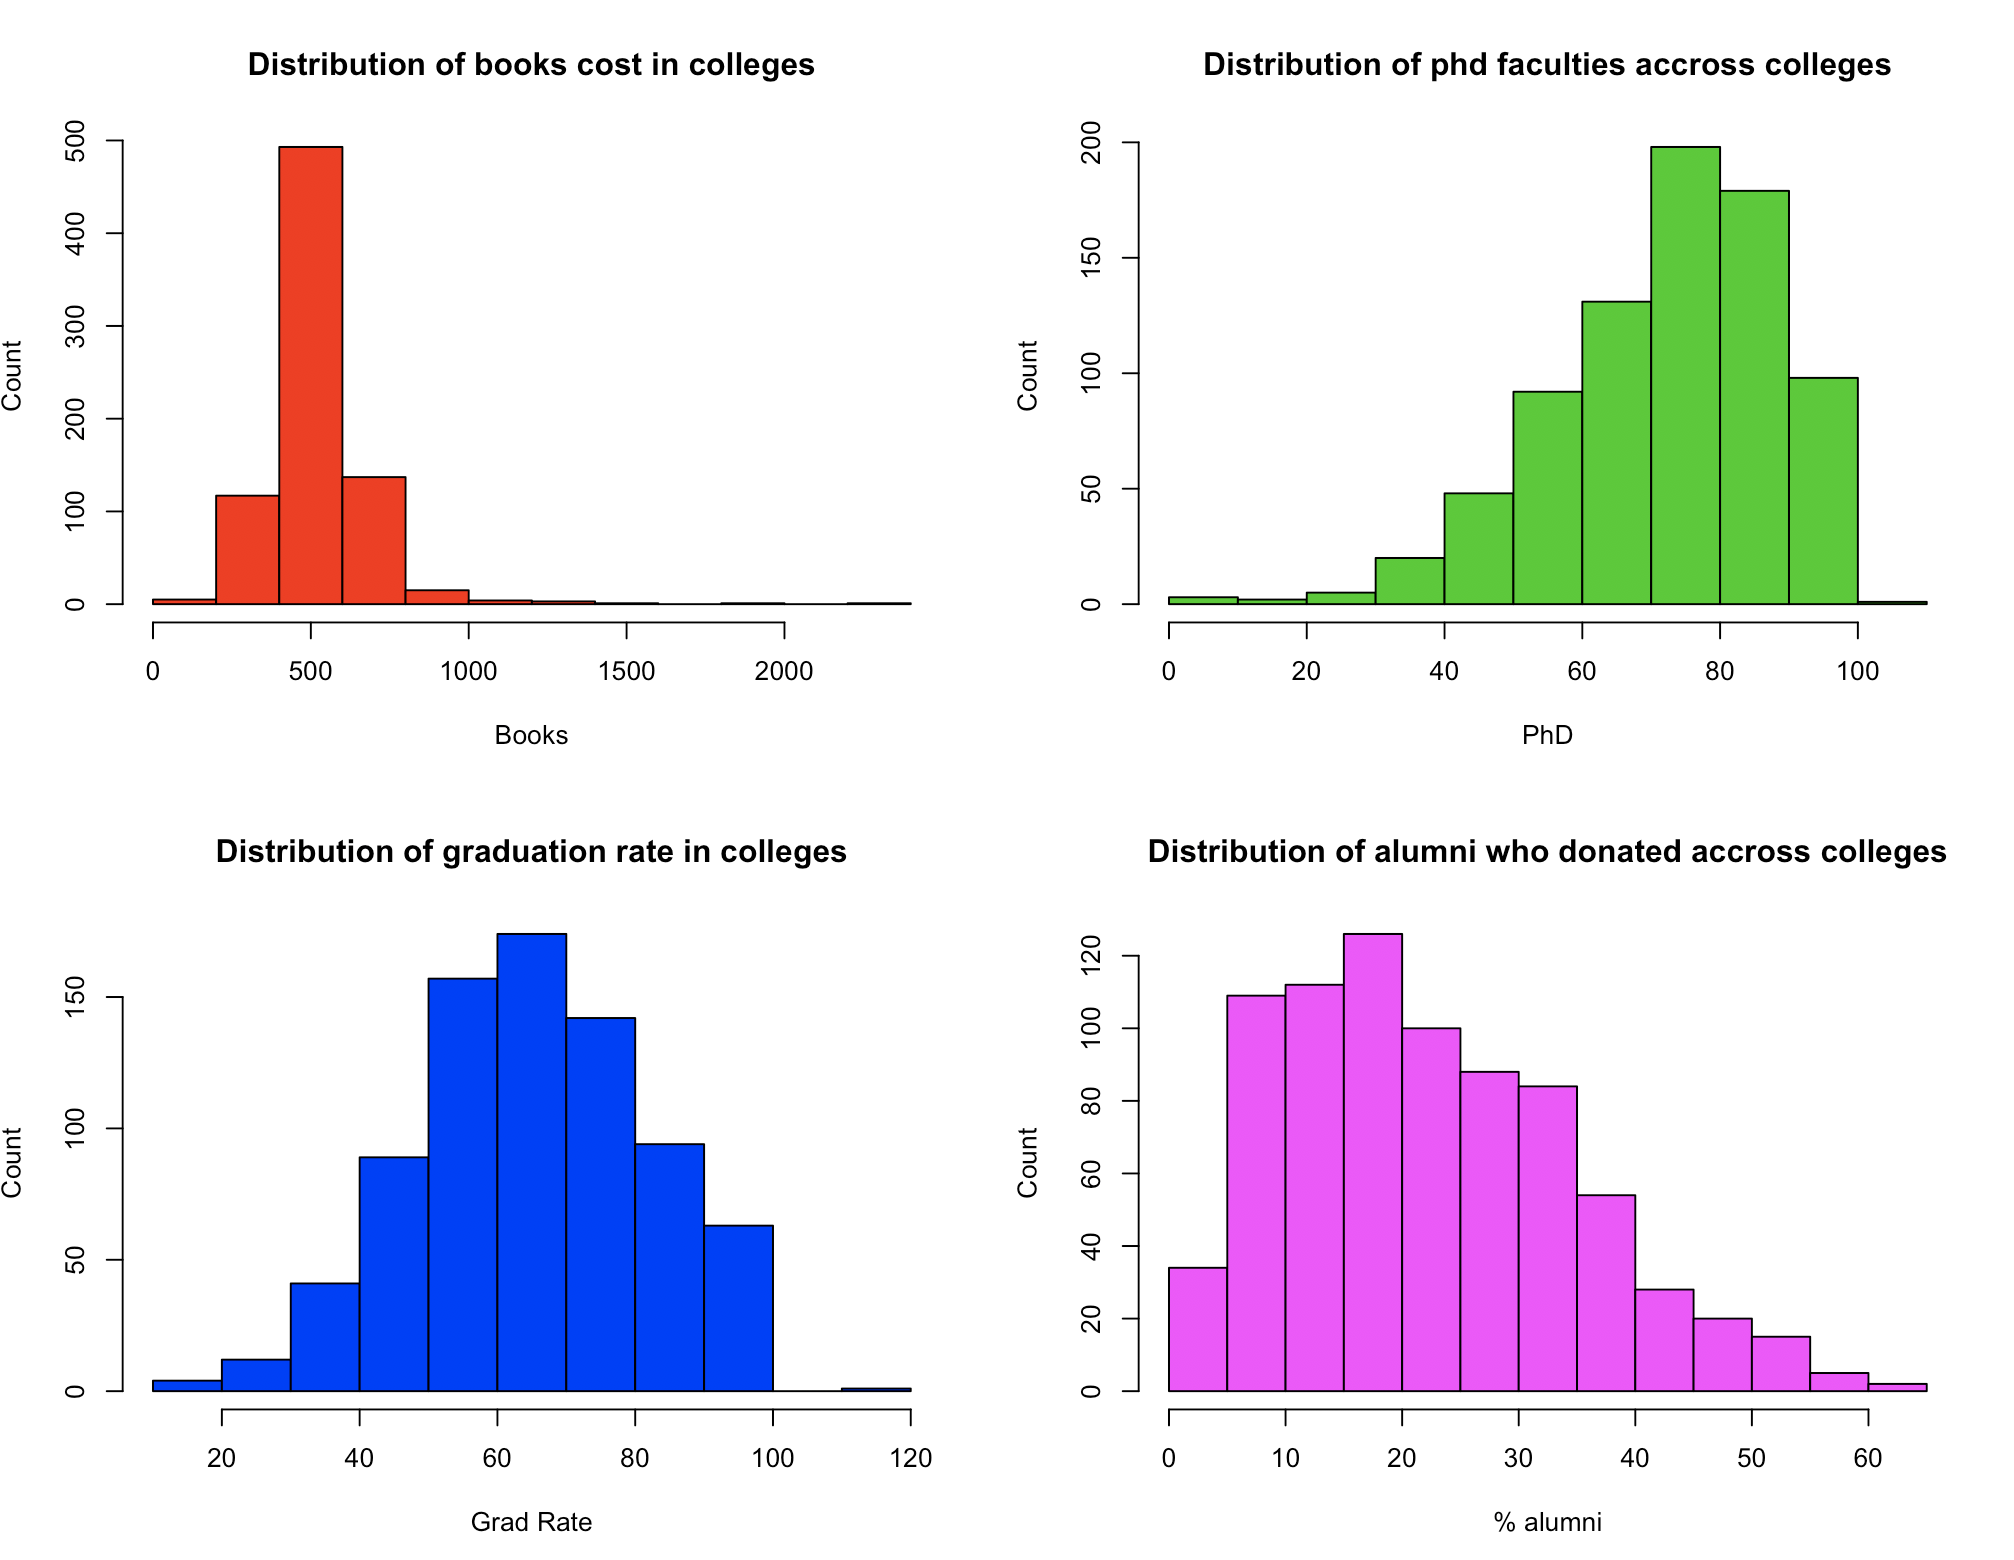 Distribution of books cost in colleges
Count
0 100 200 300 400 500
0 500 1000 1500 2000
Books
Distribution of phd faculties accross colleges
Count
0 50 100 150 200
0 20 40 60 80 100
PhD
Distribution of graduation rate in colleges
Count
0 50 100 150
20 40 60 80 100 120
Grad Rate
Distribution of alumni who donated accross colleges
Count
0 20 40 60 80 100 120
0 10 20 30 40 50 60
% alumni